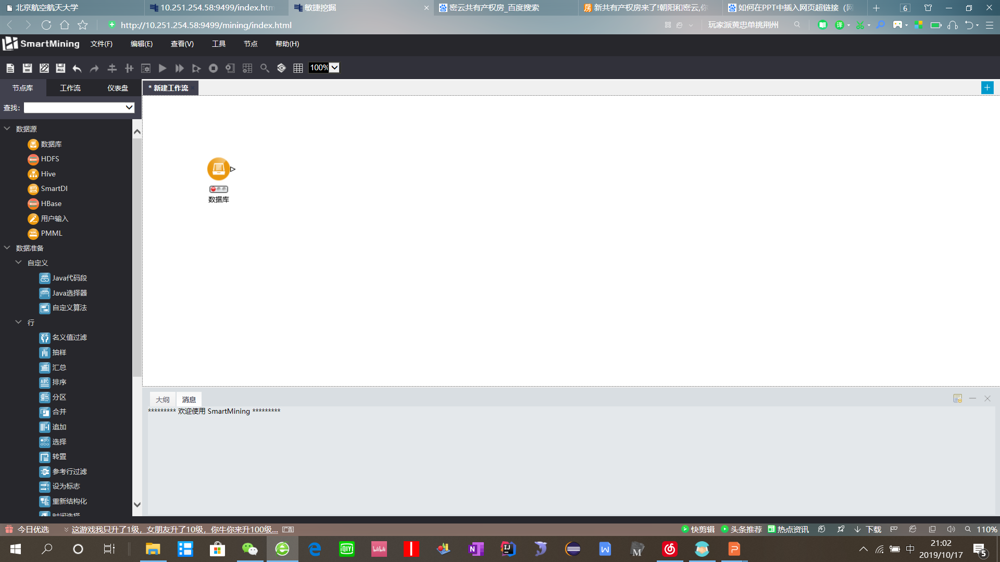 北京航空航天大学
10.251.254.58:9499/index.htm
敏捷挖掘
密云共有产权房_百度搜索
新共有产权房来了!朝阳和密云,你
如何在PPT中插入网页超链接（网
6
http://10.251.254.58:9499/mining/index.html
玩家派黄忠单挑荆州
译
SmartMining
文件(F)
编辑(E)
查看(V)
工具
节点
帮助(H)
100%
节点库
工作流
仪表盘
* 新建工作流
查找:
数据源
数据库
HDFS
Hive
SmartDI
HBase
用户输入
PMML
数据准备
自定义
Java代码段
Java选择器
自定义算法
行
名义值过滤
抽样
汇总
排序
分区
合并
追加
选择
转置
参考行过滤
设为标志
重新结构化
时间选择
数据库
大纲
消息
********* 欢迎使用 SmartMining *********
今日优选
这游戏我只升了1级，女朋友升了10级，你牛你来升100级...
广告
快剪辑
头条推荐
热点资讯
下载
110%
中
21:02
2019/10/17
5